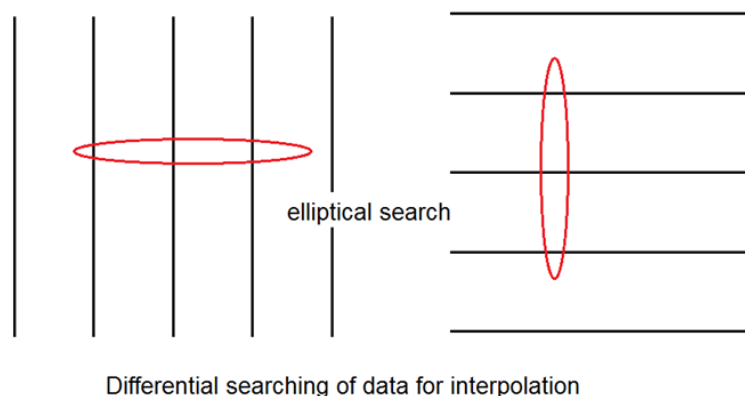 elliptical search
Differential searching of data for interpolation